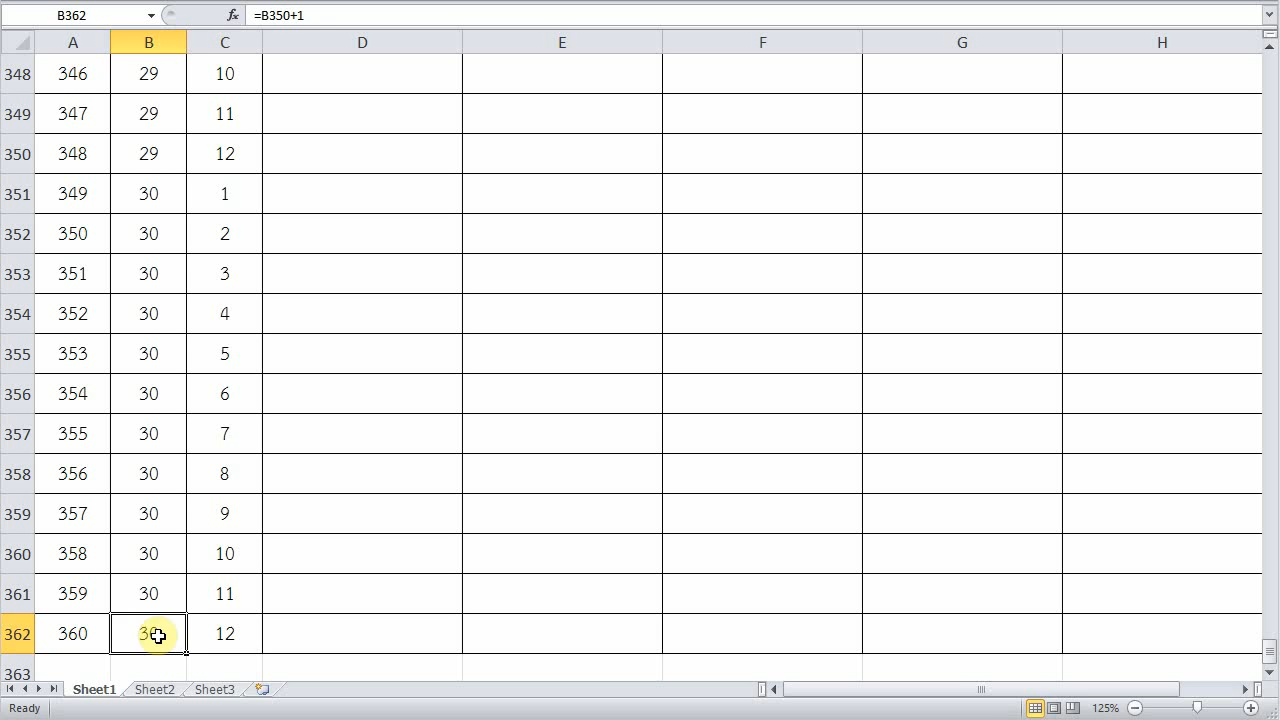 B362 fx =B350+1
A B C D E F G H
348 346 29 10
349 347 29 11
350 348 29 12
351 349 30 1
352 350 30 2
353 351 30 3
354 352 30 4
355 353 30 5
356 354 30 6
357 355 30 7
358 356 30 8
359 357 30 9
360 358 30 10
361 359 30 11
362 360 30 12
363
Sheet1 Sheet2 Sheet3
Ready 125%